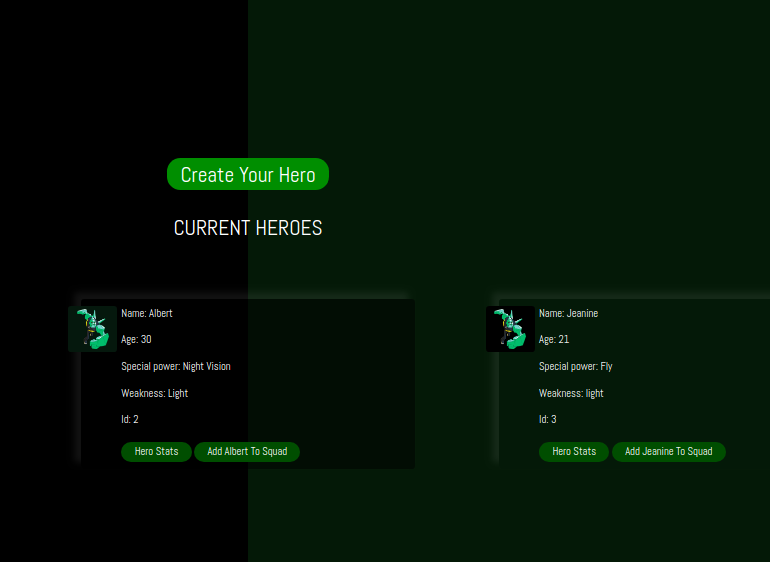 Create Your Hero
CURRENT HEROES
Name: Albert
Age: 30
Special power: Night Vision
Weakness: Light
Id: 2
Hero Stats
Add Albert To Squad
Name: Jeanine
Age: 21
Special power: Fly
Weakness: light
Id: 3
Hero Stats
Add Jeanine To Squad